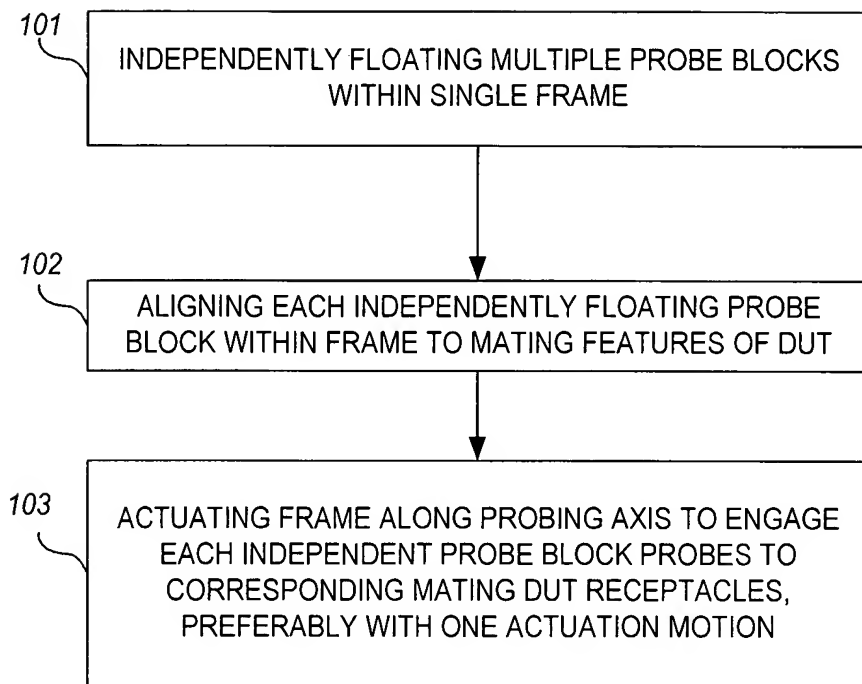 101
INDEPENDENTLY FLOATING MULTIPLE PROBE BLOCKS
WITHIN SINGLE FRAME
102
ALIGNING EACH INDEPENDENTLY FLOATING PROBE
BLOCK WITHIN FRAME TO MATING FEATURES OF DUT
103
ACTUATING FRAME ALONG PROBING AXIS TO ENGAGE
EACH INDEPENDENT PROBE BLOCK PROBES TO
CORRESPONDING MATING DUT RECEPTACLES,
PREFERABLY WITH ONE ACTUATION MOTION